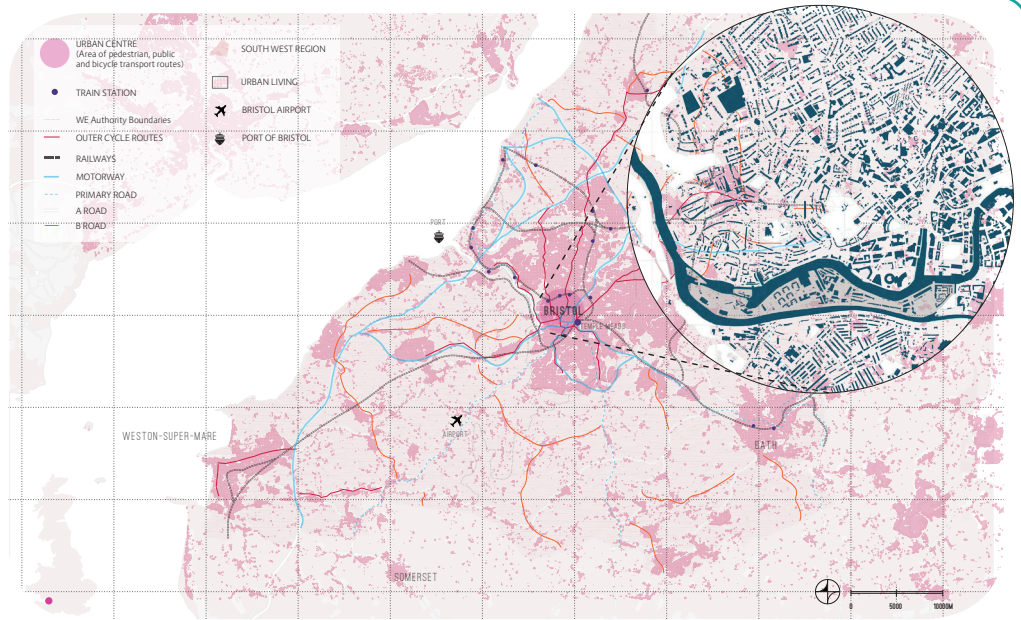 URBAN CENTRE
(Area of pedestrian, public
and bicycle transport routes)
TRAIN STATION
WE Authority Boundaries
OUTER CYCLE ROUTES
RAILWAYS
MOTORWAY
PRIMARY ROAD
A ROAD
B ROAD
SOUTH WEST REGION
URBAN LIVING
BRISTOL AIRPORT
PORT OF BRISTOL
PORT
BRISTOL
TEMPLE MEADS
AIRPORT
WESTON-SUPER-MARE
BATH
SOMERSET
0 5000 10000M